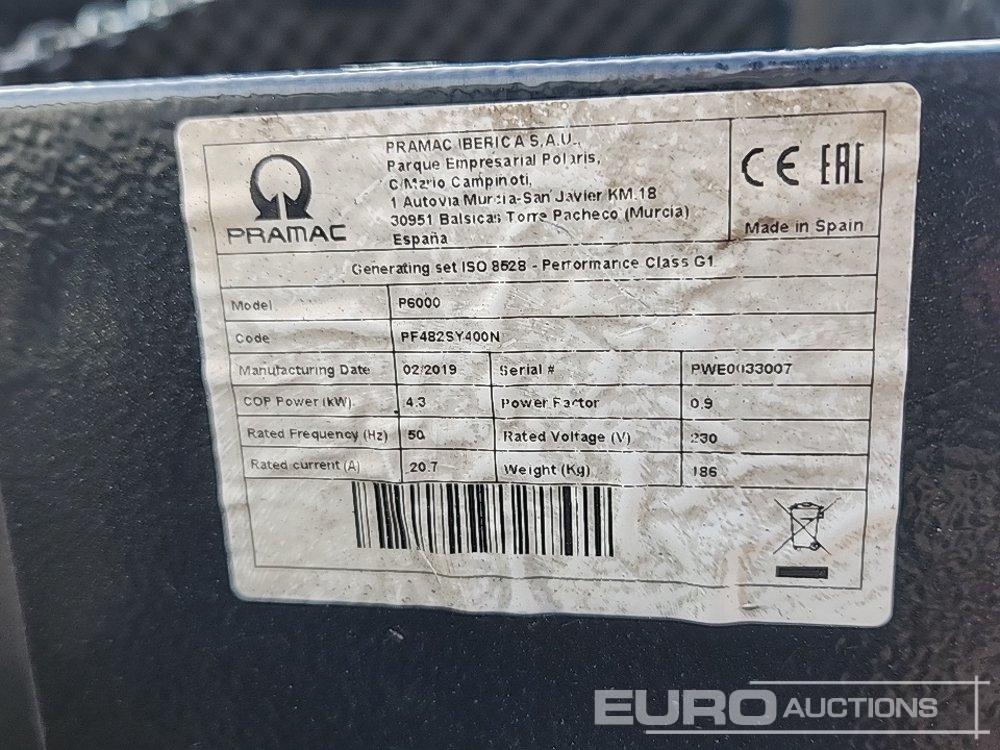 PRAMAC
PRAMAC IBERICA S.A.U.,
Parque Empresarial Polaris,
C/Mario Campinoti,
1 Autovia Murcia-San Javier KM.18
30951 Balsicas Torre Pacheco (Murcia)
España
CE EAC
Made in Spain
Generating set ISO 8528 - Performance Class G1
Model P6000
Code PF482SY400N
Manufacturing Date 02/2019 Serial # PWE0033007
COP Power (kW) 4.3 Power Factor 0.9
Rated Frequency (Hz) 50 Rated Voltage (V) 230
Rated current (A) 20.7 Weight (Kg) 186
EURO AUCTIONS